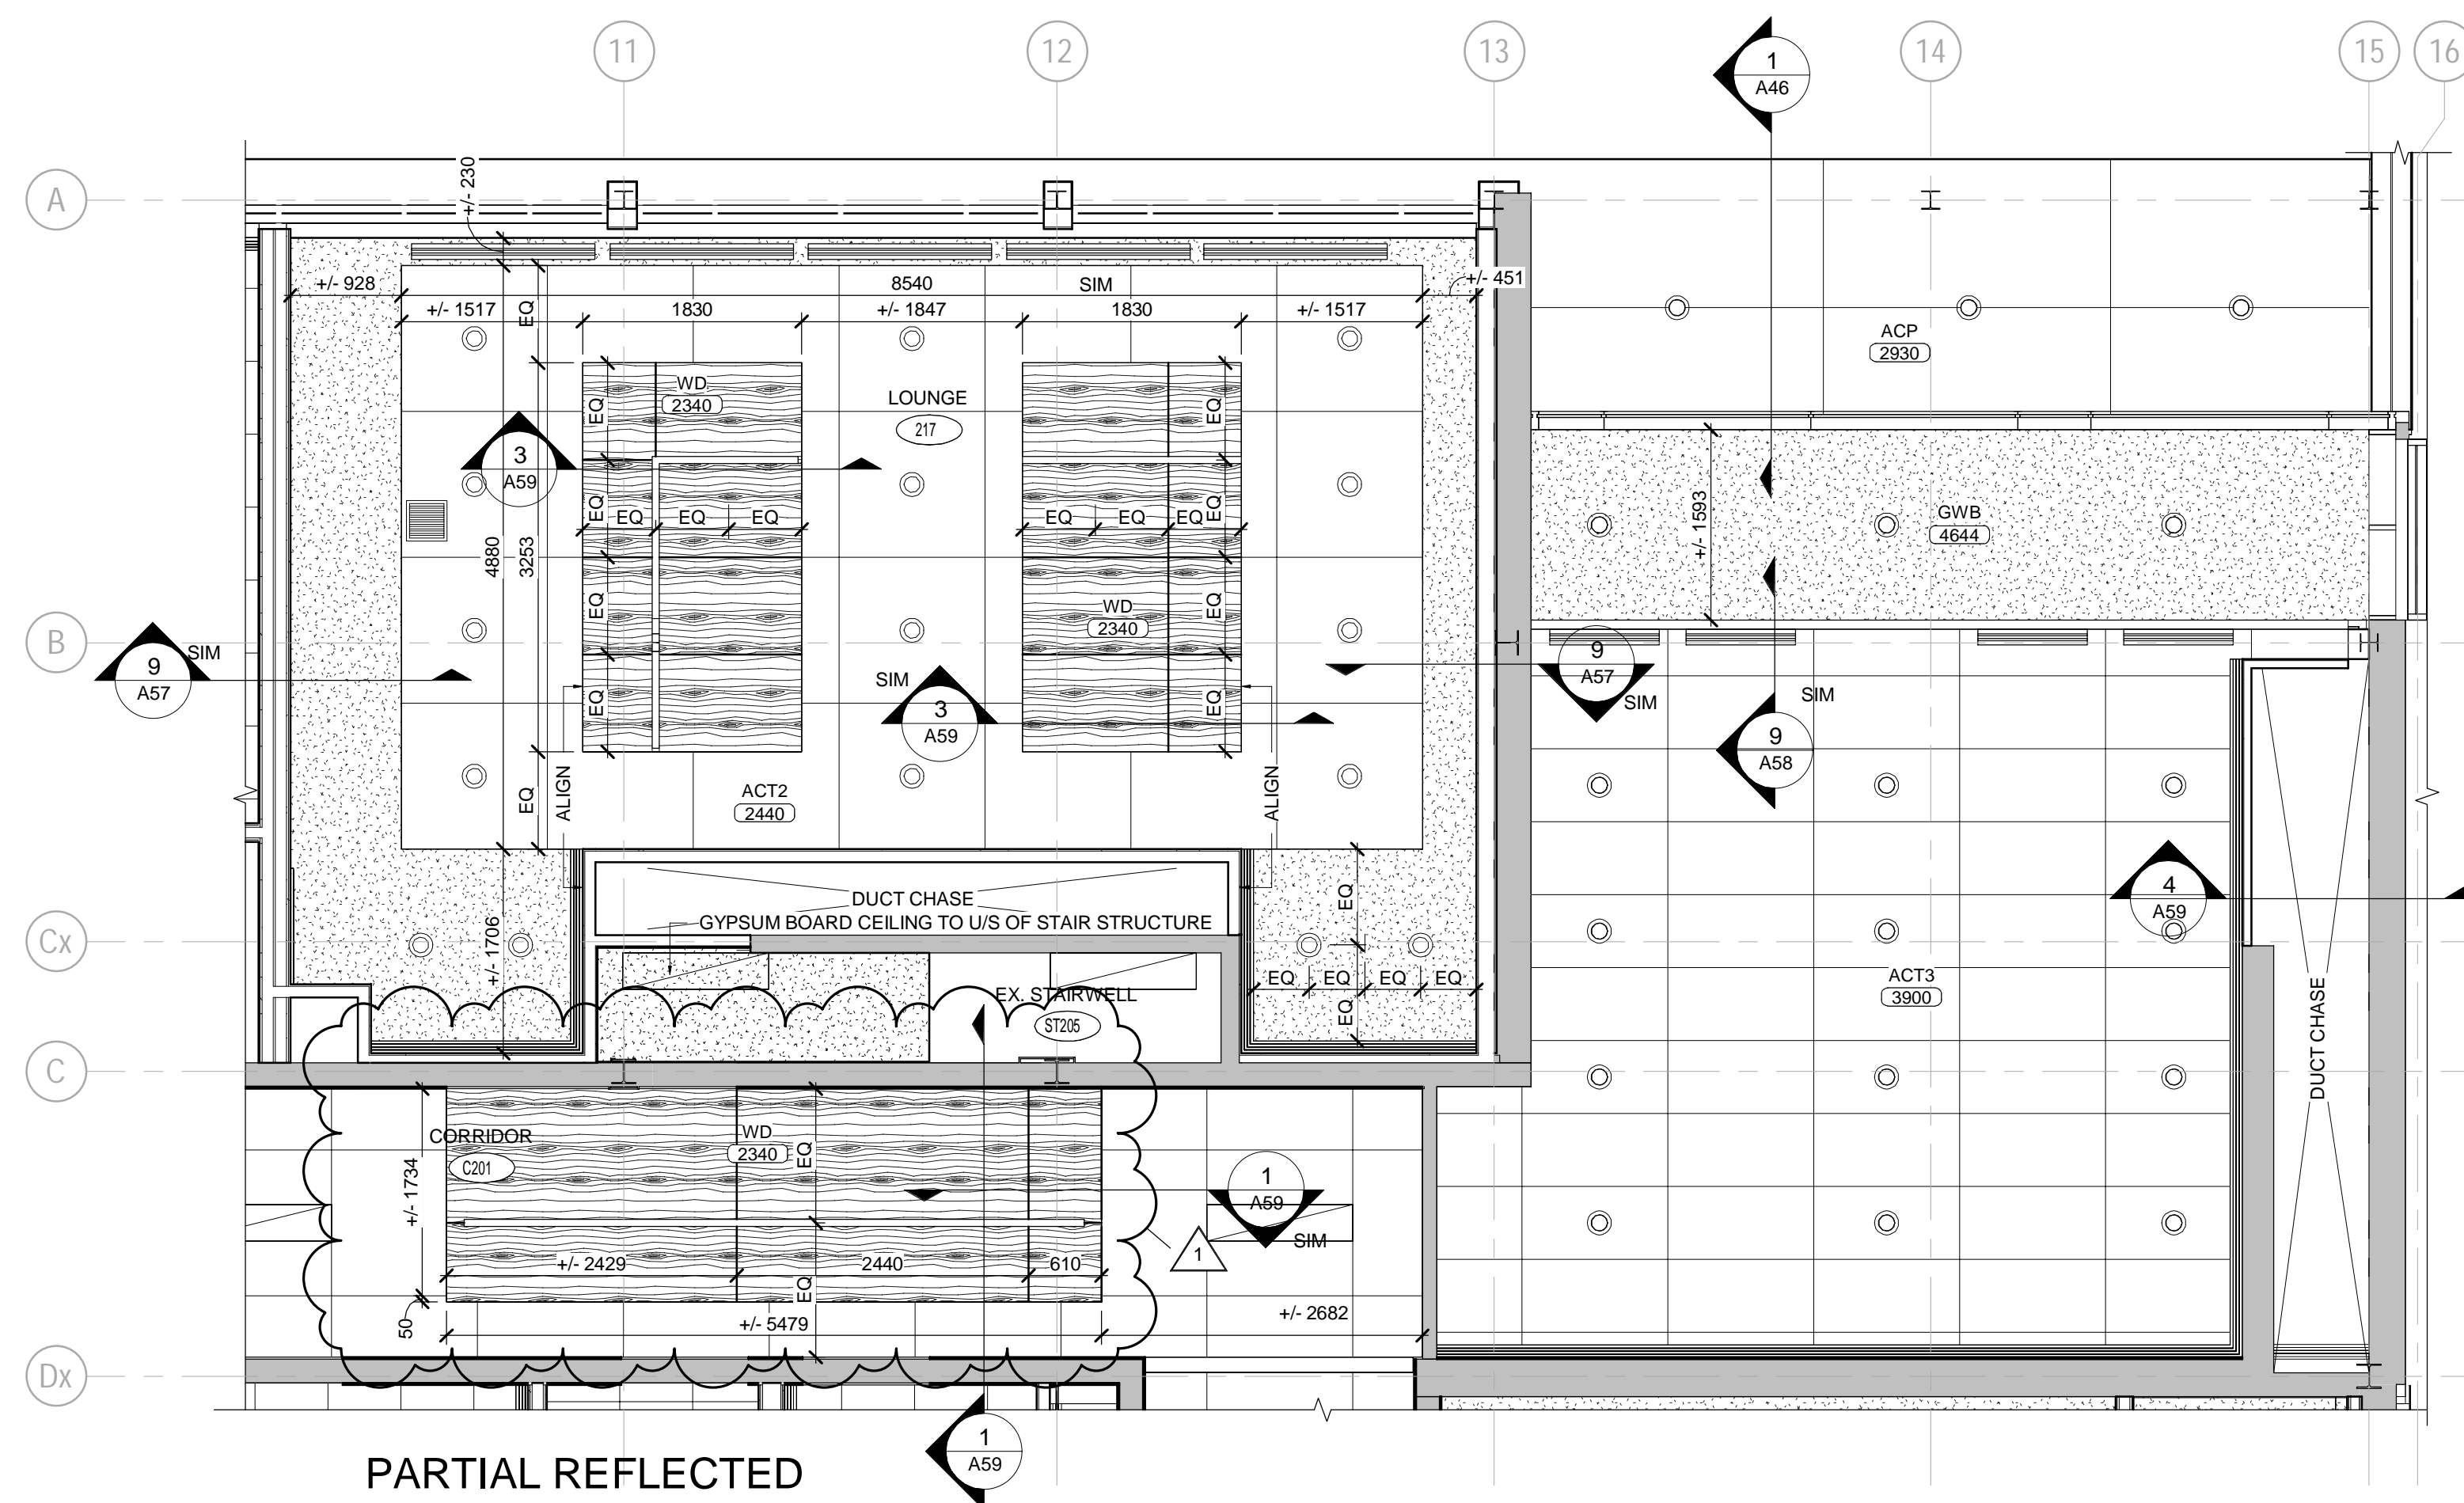 11
12
13
14
15
16
1
A46
A
+/- 230
+/- 928
8540
SIM
+/- 451
+/- 1517
1830
+/- 1847
1830
+/- 1517
EQ
ACP
2930
WD
2340
LOUNGE
217
EQ
EQ
3
A59
EQ
EQ
EQ
EQ
EQ
EQ
EQ
EQ
EQ
4880
3253
+/- 1593
GWB
4644
EQ
EQ
WD
2340
B
9
A57
SIM
SIM
3
A59
9
A57
SIM
SIM
9
A58
EQ
EQ
EQ
ALIGN
ALIGN
ACT2
2440
DUCT CHASE
GYPSUM BOARD CEILING TO U/S OF STAIR STRUCTURE
EQ
4
A59
Cx
+/- 1706
EQ
EQ
EQ
EQ
EQ
ACT3
3900
EX. STAIRWELL
ST205
DUCT CHASE
C
CORRIDOR
C201
WD
2340
EQ
+/- 1734
1
A59
SIM
1
+/- 2429
2440
610
EQ
50
+/- 5479
+/- 2682
Dx
1
A59
PARTIAL REFLECTED